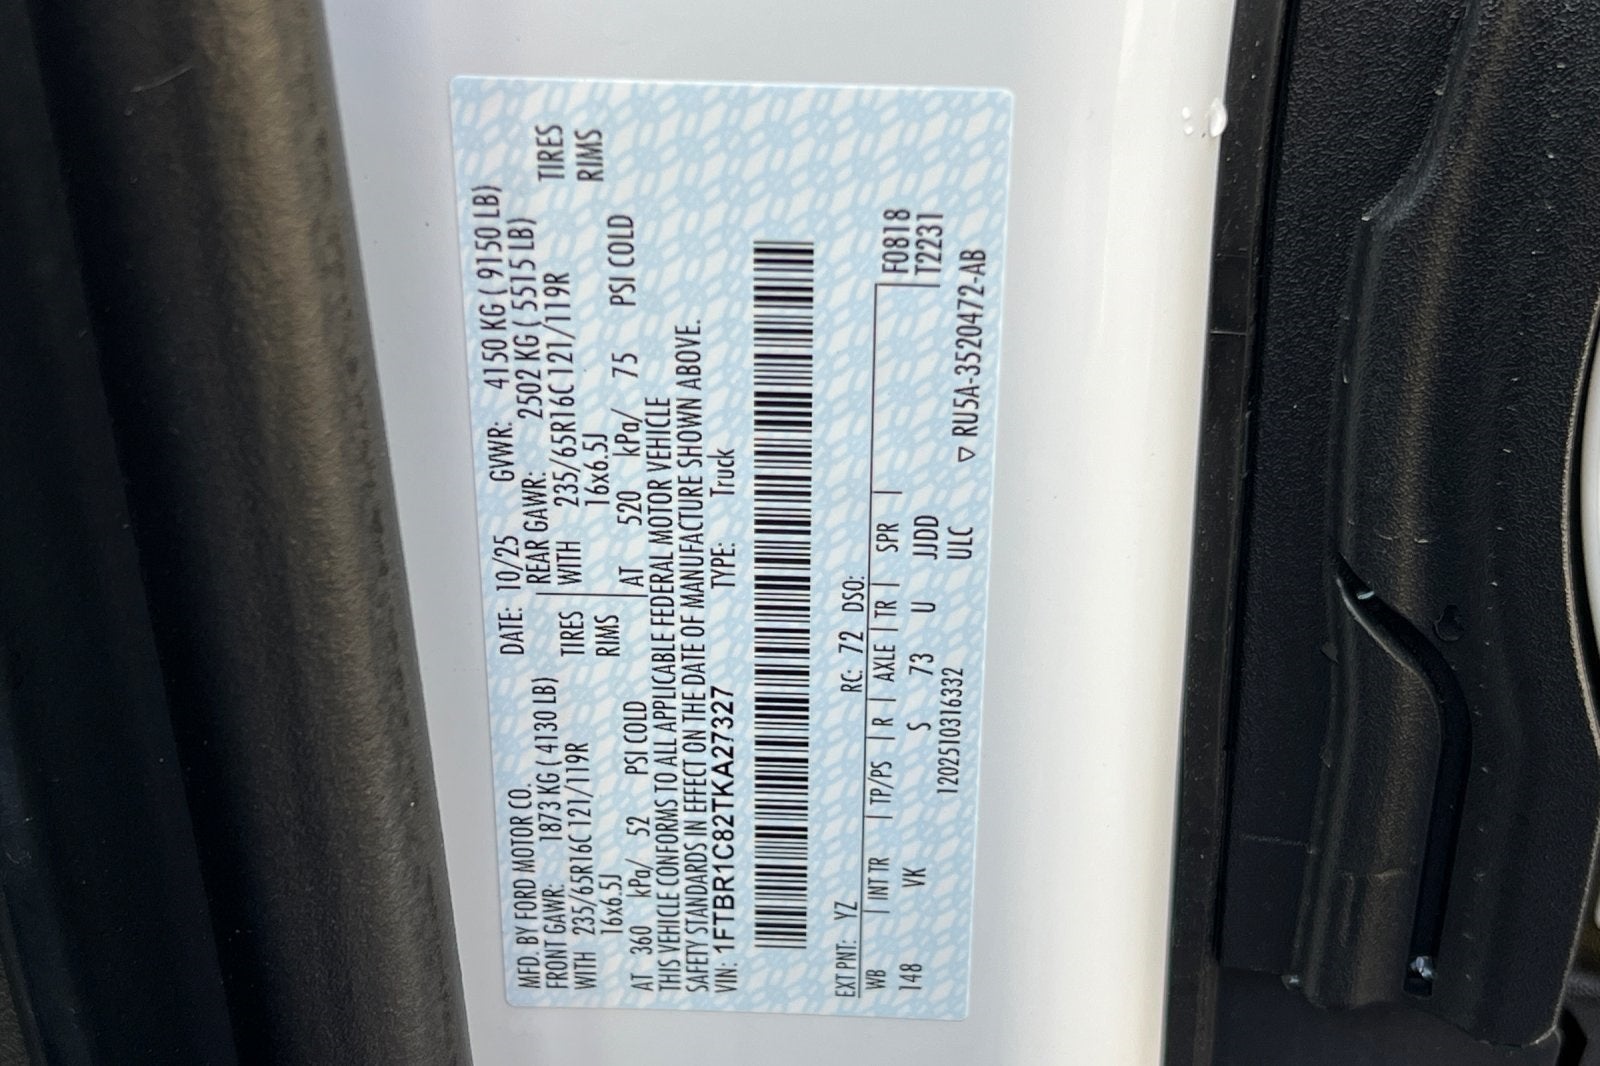 MFD. BY FORD MOTOR CO.
DATE: 10/25 GVWR: 4150 KG ( 9150 LB)
FRONT GAWR: 1873 KG ( 4130 LB) REAR GAWR: 2502 KG ( 5515 LB)
WITH 235/65R16C 121/119R TIRES WITH 235/65R16C 121/119R TIRES
16x6.5J RIMS 16x6.5J RIMS
AT 360 kPa/ 52 PSI COLD AT 520 kPa/ 75 PSI COLD
THIS VEHICLE CONFORMS TO ALL APPLICABLE FEDERAL MOTOR VEHICLE
SAFETY STANDARDS IN EFFECT ON THE DATE OF MANUFACTURE SHOWN ABOVE.
VIN: 1FTBR1C82TKA27327 TYPE: Truck
EXT PNT: YZ RC: 72 DSO:
WB | INT TR | TP/PS | R | AXLE | TR | SPR | F0818
148 VK S 73 U JJDD T2231
1202510316332 ULC ▽ RU5A-3520472-AB